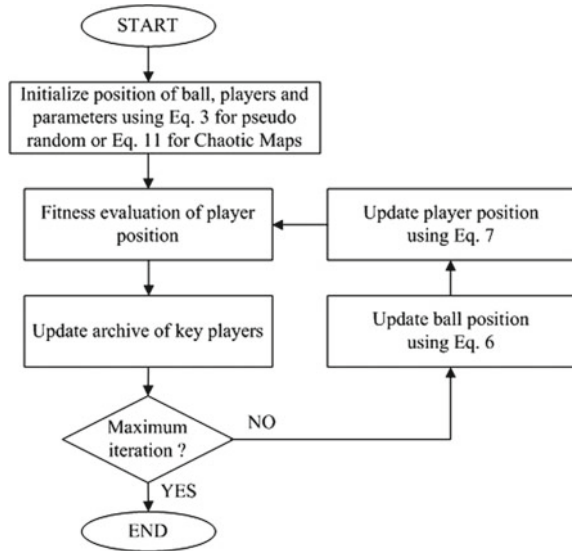 START
Initialize position of ball, players and
parameters using Eq. 3 for pseudo
random or Eq. 11 for Chaotic Maps
Fitness evaluation of player
position
Update player position
using Eq. 7
Update archive of key players
Update ball position
using Eq. 6
Maximum
iteration ?
NO
YES
END